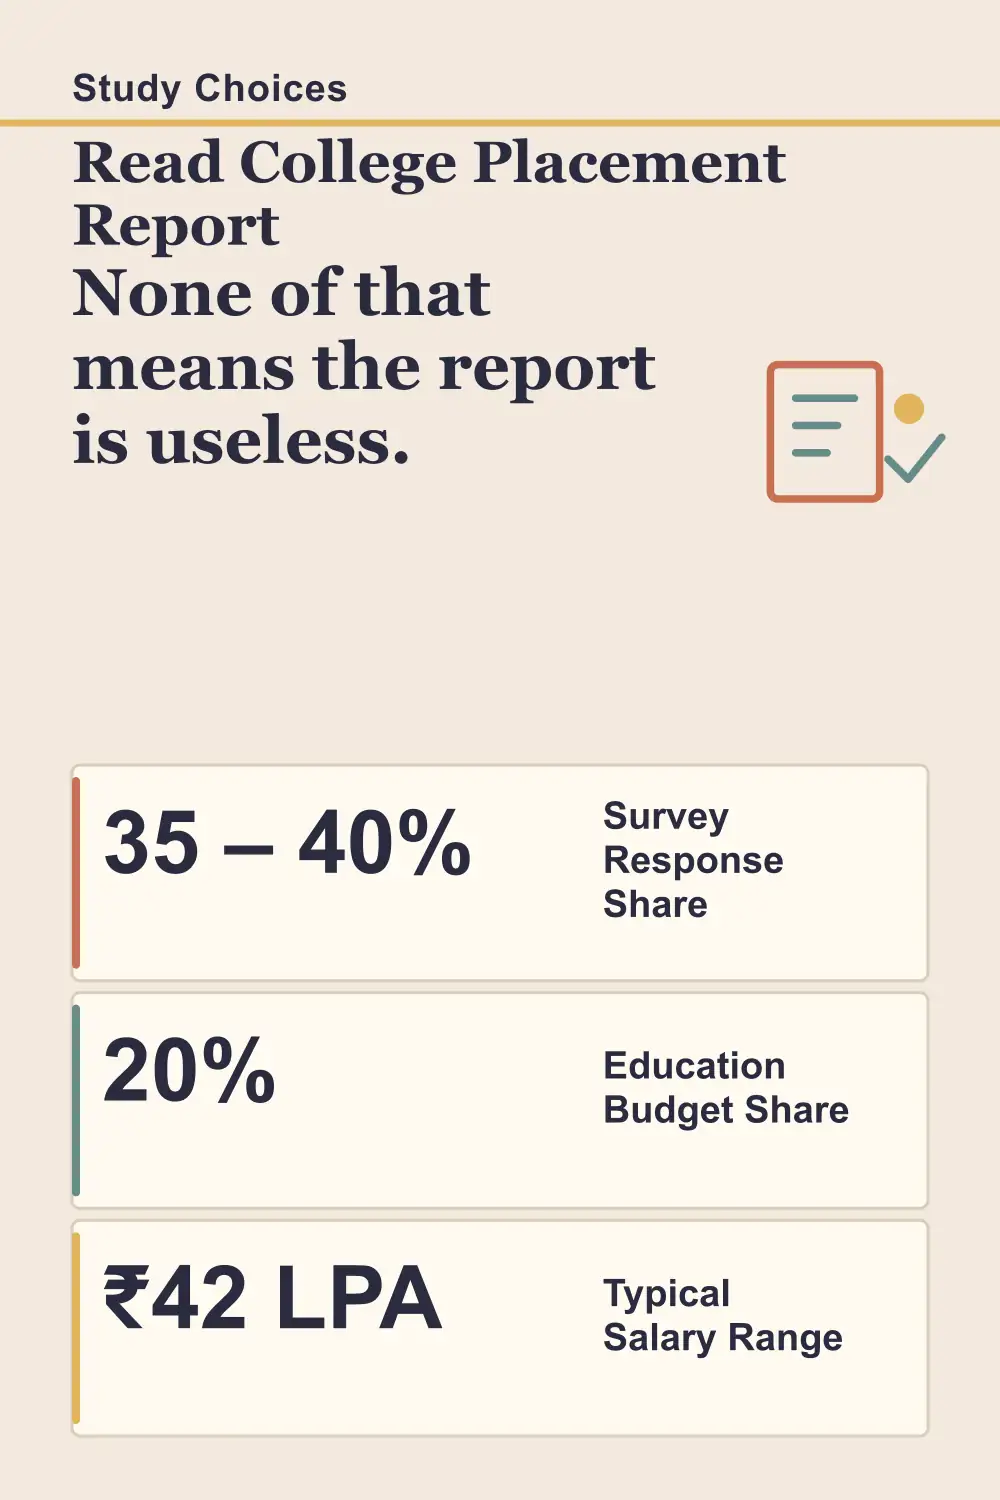 Study Choices
Read College Placement
Report
None of that
means the report
is useless.
35 – 40%
Survey
Response
Share
20%
Education
Budget Share
₹42 LPA
Typical
Salary Range